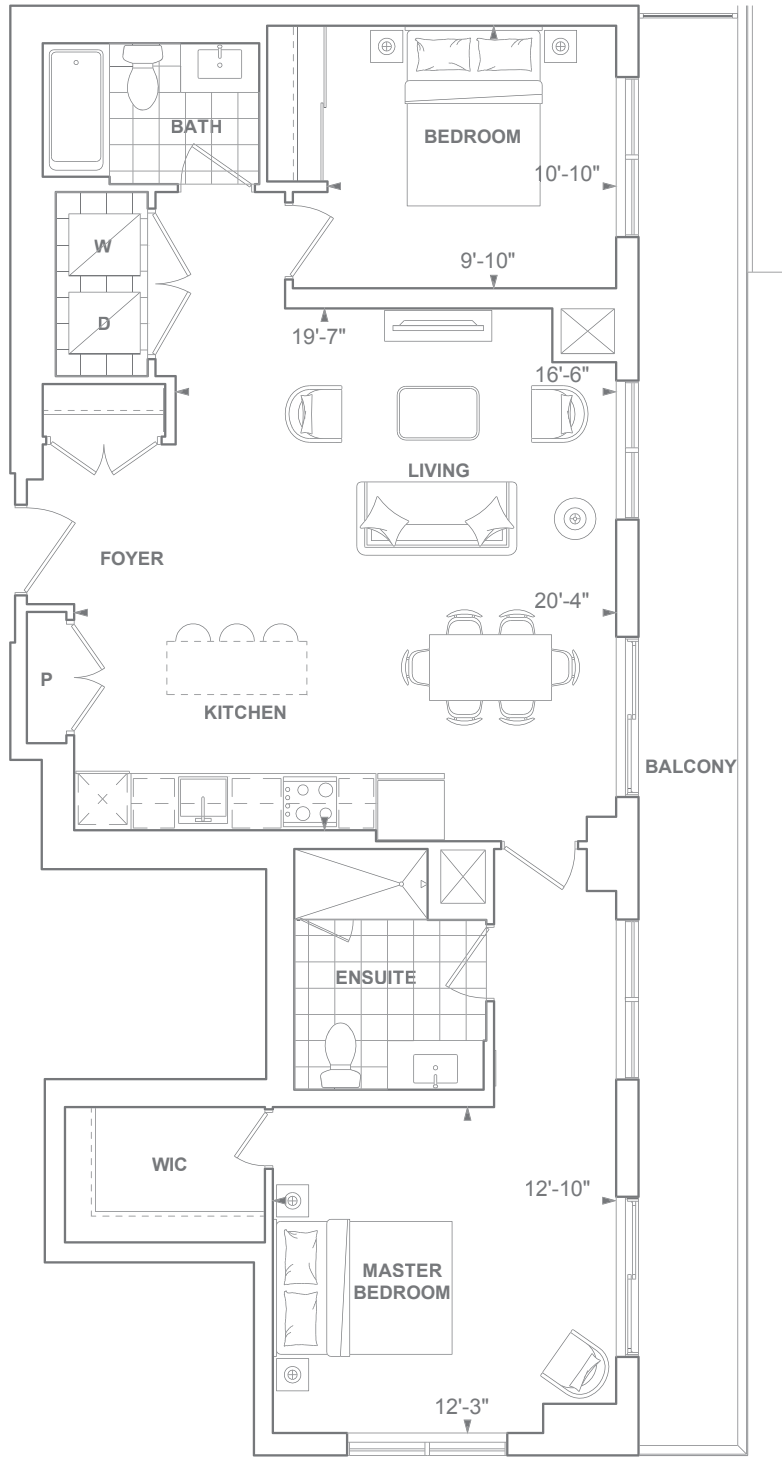 BATH
BEDROOM
10'-10"
W
9'-10"
D
19'-7"
16'-6"
LIVING
FOYER
20'-4"
P
KITCHEN
BALCONY
ENSUITE
WIC
12'-10"
MASTER
BEDROOM
12'-3"